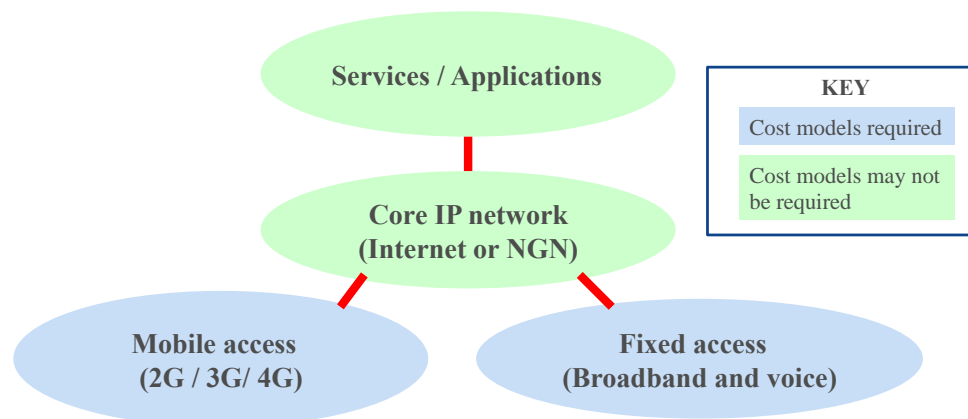 Services / Applications
KEY
Cost models required
Cost models may not
be required
Core IP network
(Internet or NGN)
Mobile access
(2G / 3G/ 4G)
Fixed access
(Broadband and voice)